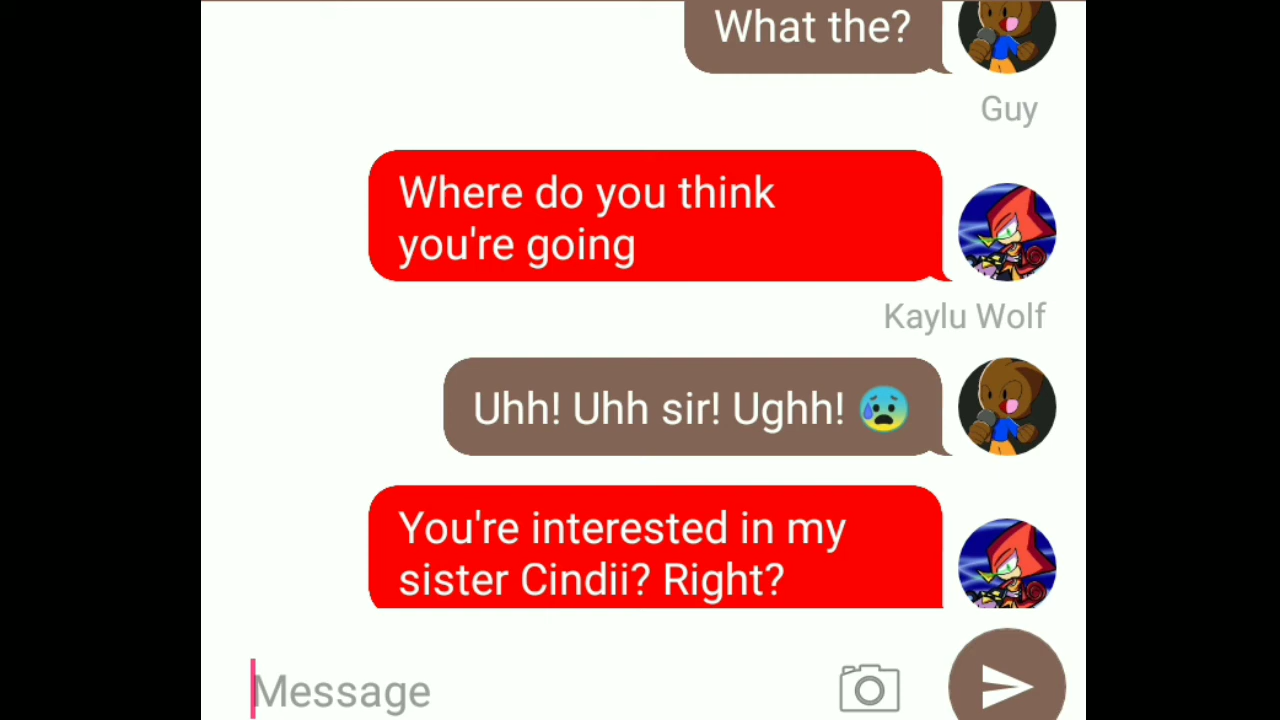 What the?
Guy
Where do you think
you're going
Kaylu Wolf
Uhh! Uhh sir! Ughh! 😰
You're interested in my
sister Cindii? Right?
Message